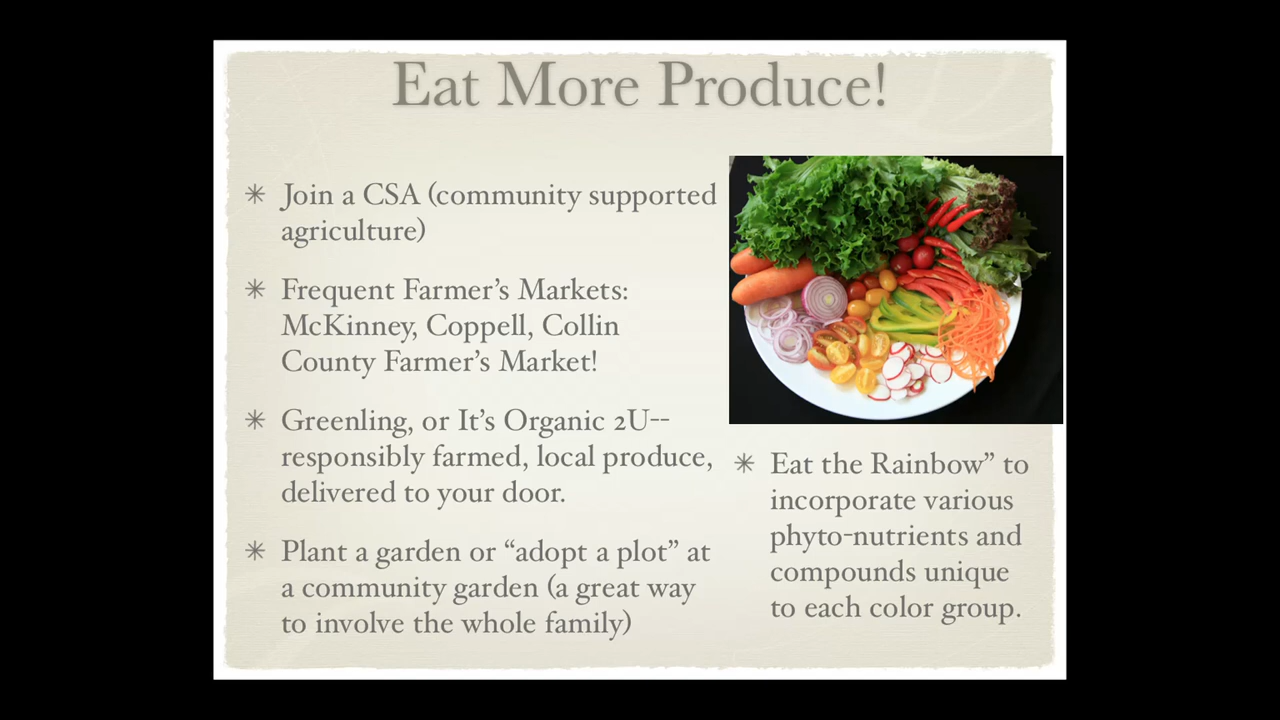 Eat More Produce!
✳ Join a CSA (community supported
agriculture)
✳ Frequent Farmer’s Markets:
McKinney, Coppell, Collin
County Farmer’s Market!
✳ Greenling, or It’s Organic 2U--
responsibly farmed, local produce,
delivered to your door.
✳ Plant a garden or “adopt a plot” at
a community garden (a great way
to involve the whole family)
✳ Eat the Rainbow” to
incorporate various
phyto-nutrients and
compounds unique
to each color group.